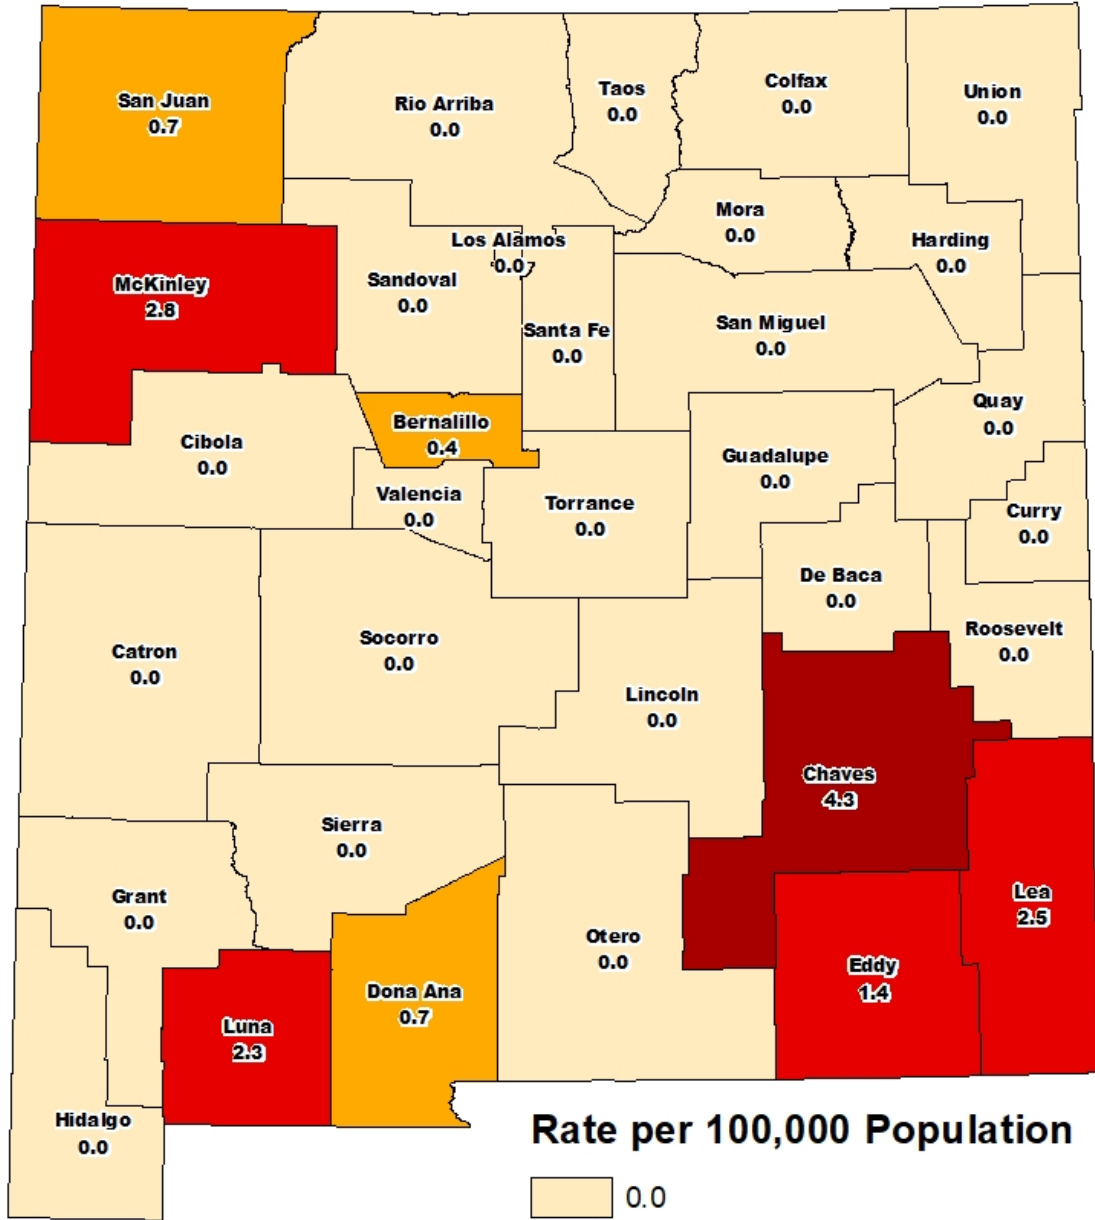 San Juan
0.7
Rio Arriba
0.0
Taos
0.0
Colfax
0.0
Union
0.0
Mora
0.0
Harding
0.0
Los Alamos
0.0
Sandoval
0.0
McKinley
2.8
Santa Fe
0.0
San Miguel
0.0
Quay
0.0
Bernalillo
0.4
Cibola
0.0
Guadalupe
0.0
Valencia
0.0
Torrance
0.0
Curry
0.0
De Baca
0.0
Roosevelt
0.0
Catron
0.0
Socorro
0.0
Lincoln
0.0
Chaves
4.3
Sierra
0.0
Grant
0.0
Lea
2.5
Otero
0.0
Eddy
1.4
Dona Ana
0.7
Luna
2.3
Hidalgo
0.0
Rate per 100,000 Population
0.0